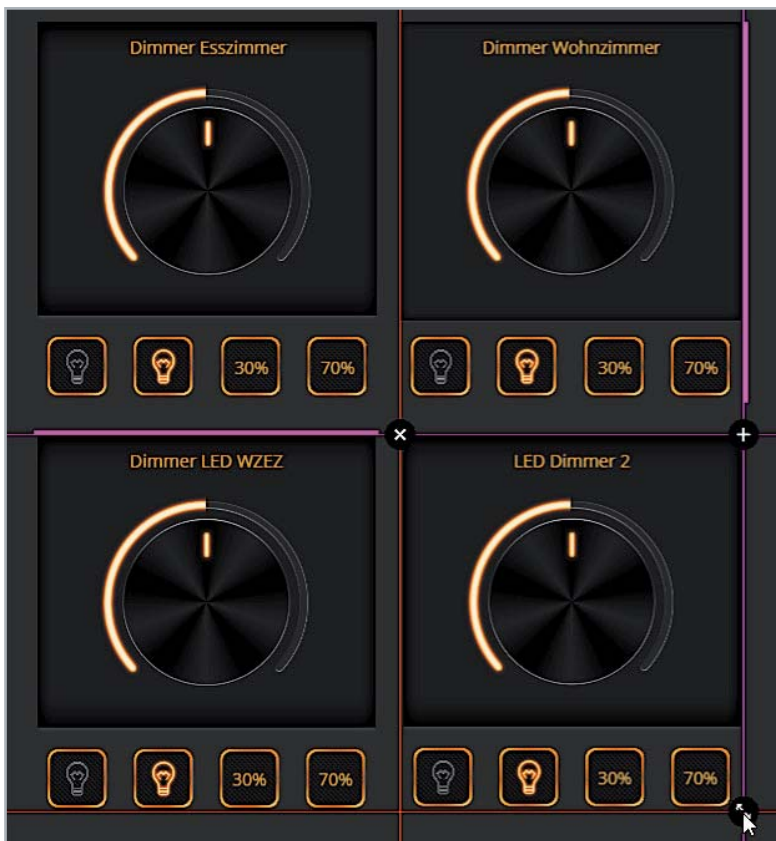 Dimmer Esszimmer
Dimmer Wohnzimmer
30% 70%
30% 70%
Dimmer LED WZEZ
LED Dimmer 2
30% 70%
30% 70%